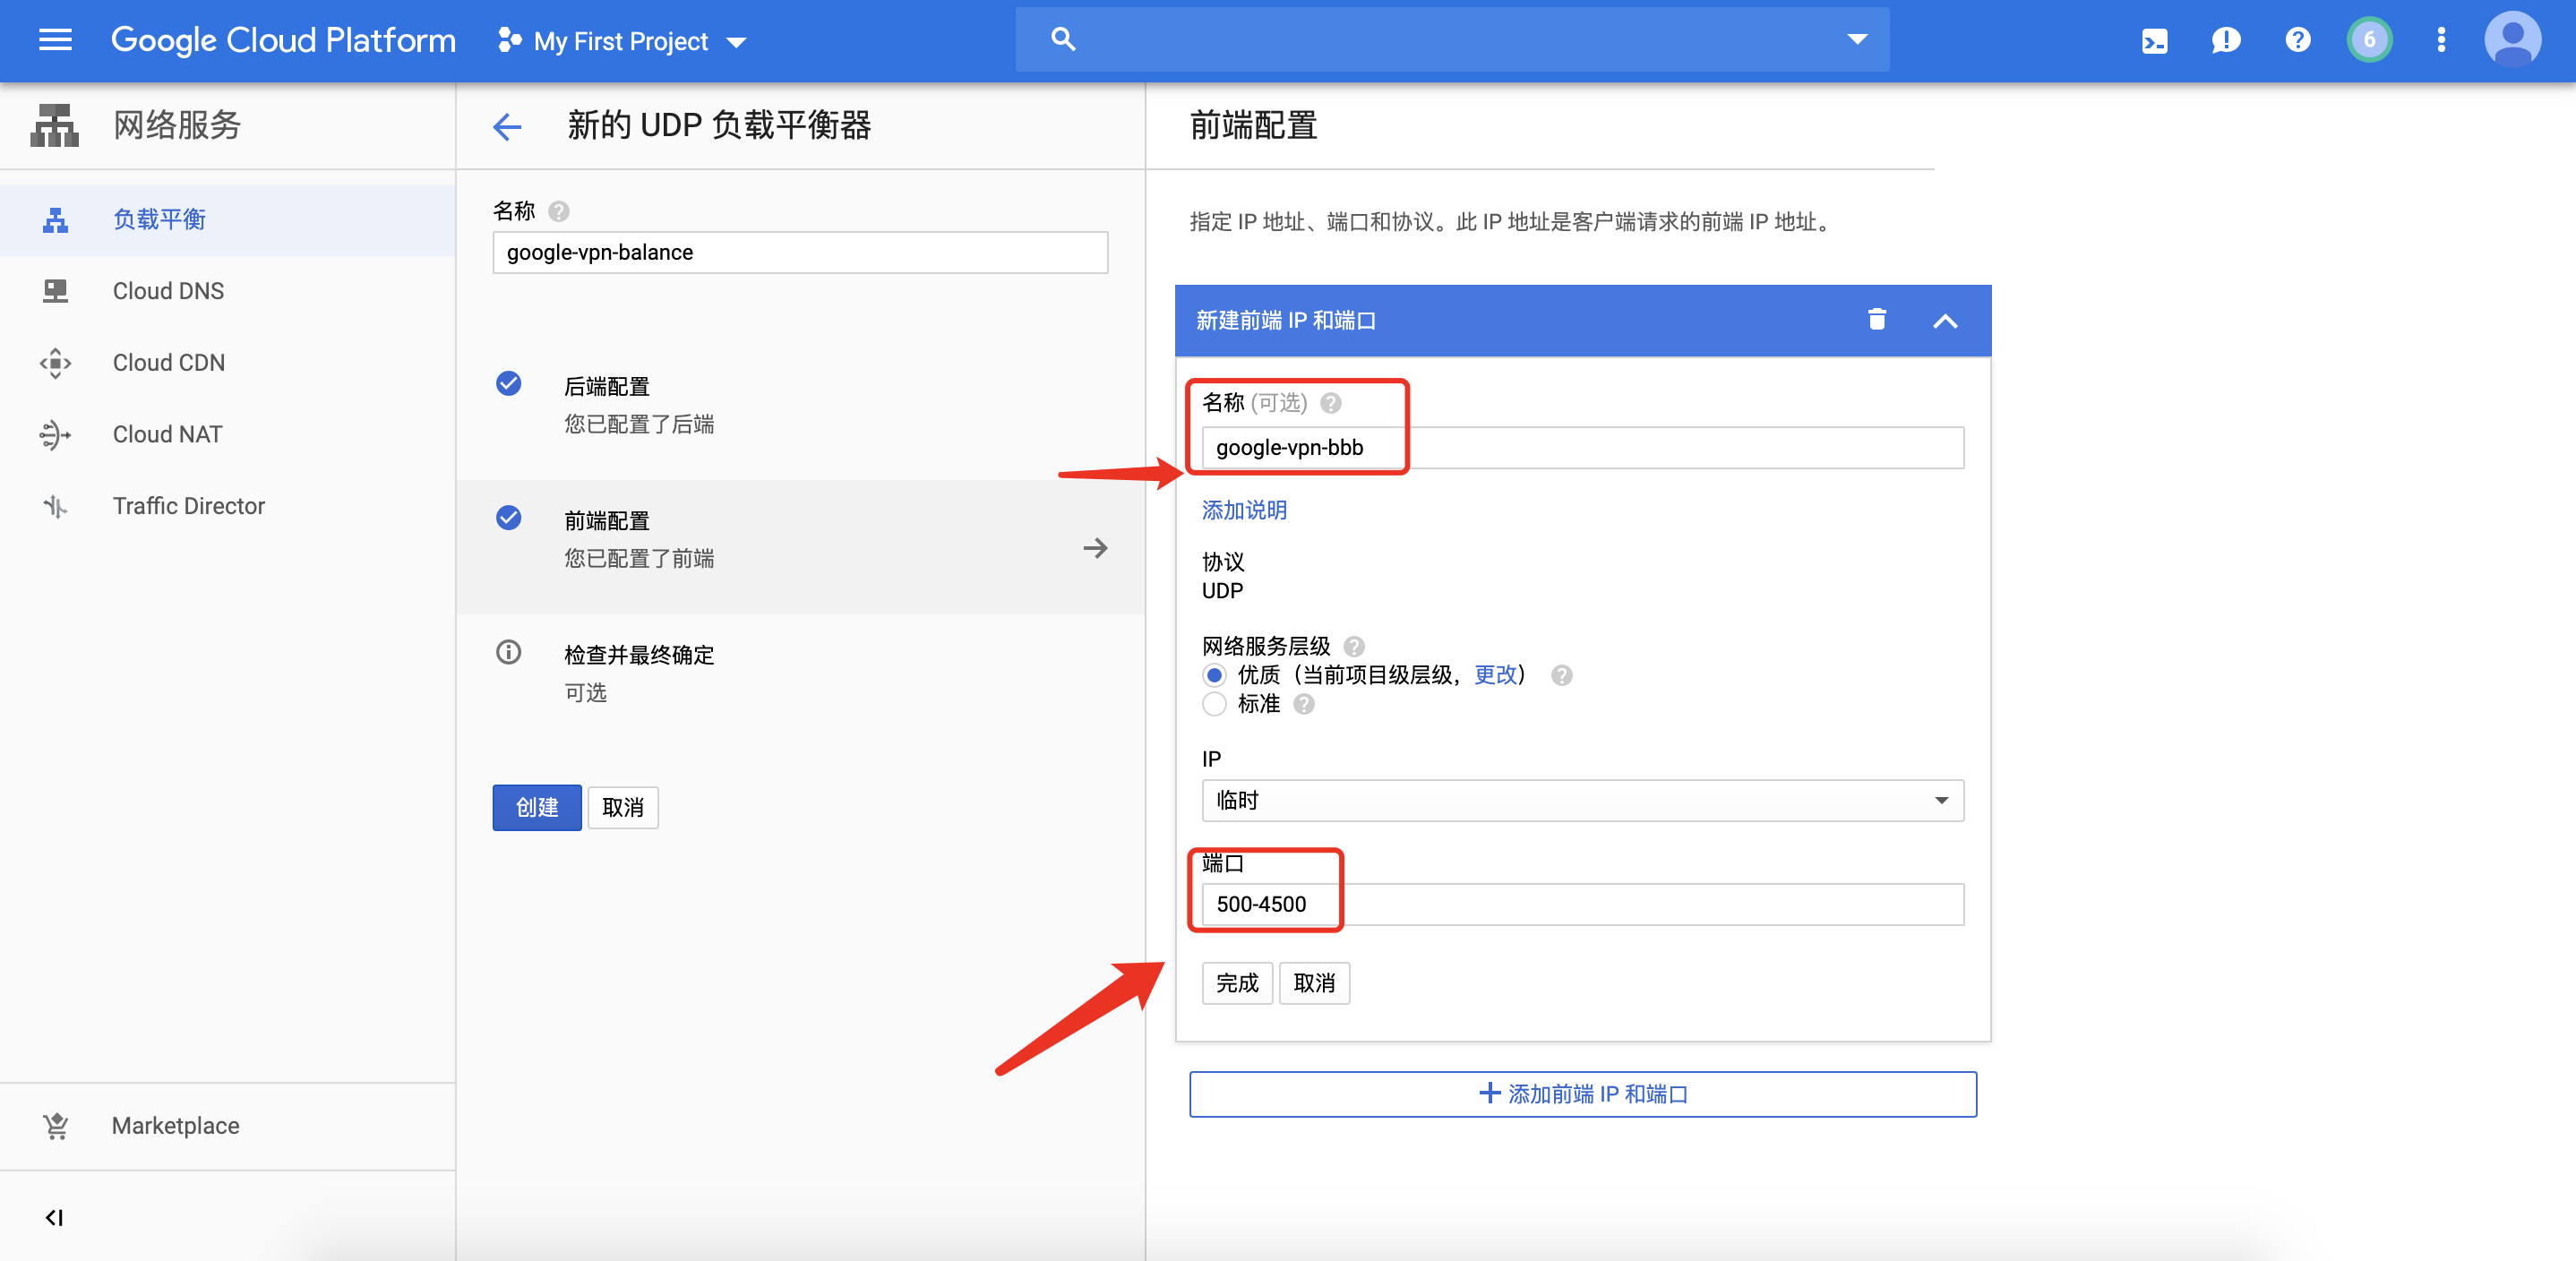 Google Cloud Platform
My First Project
6
网络服务
负载平衡
Cloud DNS
Cloud CDN
Cloud NAT
Traffic Director
Marketplace
新的 UDP 负载平衡器
名称
google-vpn-balance
后端配置
您已配置了后端
前端配置
您已配置了前端
检查并最终确定
可选
创建 取消
前端配置
指定 IP 地址、端口和协议。此 IP 地址是客户端请求的前端 IP 地址。
新建前端 IP 和端口
名称 (可选)
google-vpn-bbb
添加说明
协议
UDP
网络服务层级
优质（当前项目级层级，更改）
标准
IP
临时
端口
500-4500
完成 取消
添加前端 IP 和端口